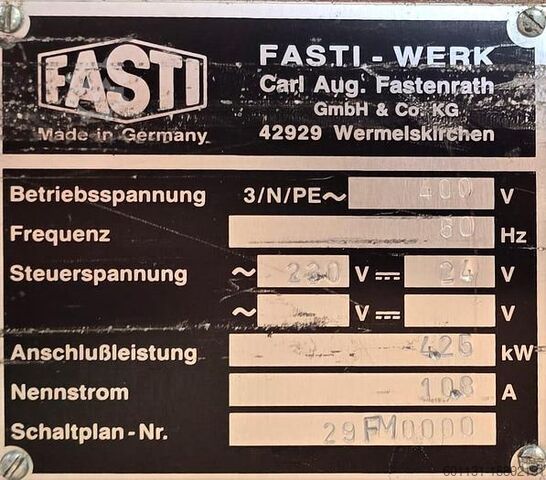 FASTI
Made in Germany
FASTI - WERK
Carl Aug. Fastenrath
GmbH & Co. KG
42929 Wermelskirchen
Betriebsspannung 3/N/PE~ 400 V
Frequenz 50 Hz
Steuerspannung ~ 230 V ⎓ 24 V
~ V ⎓ V
Anschlußleistung 425 kW
Nennstrom 108 A
Schaltplan - Nr. 29FM0000